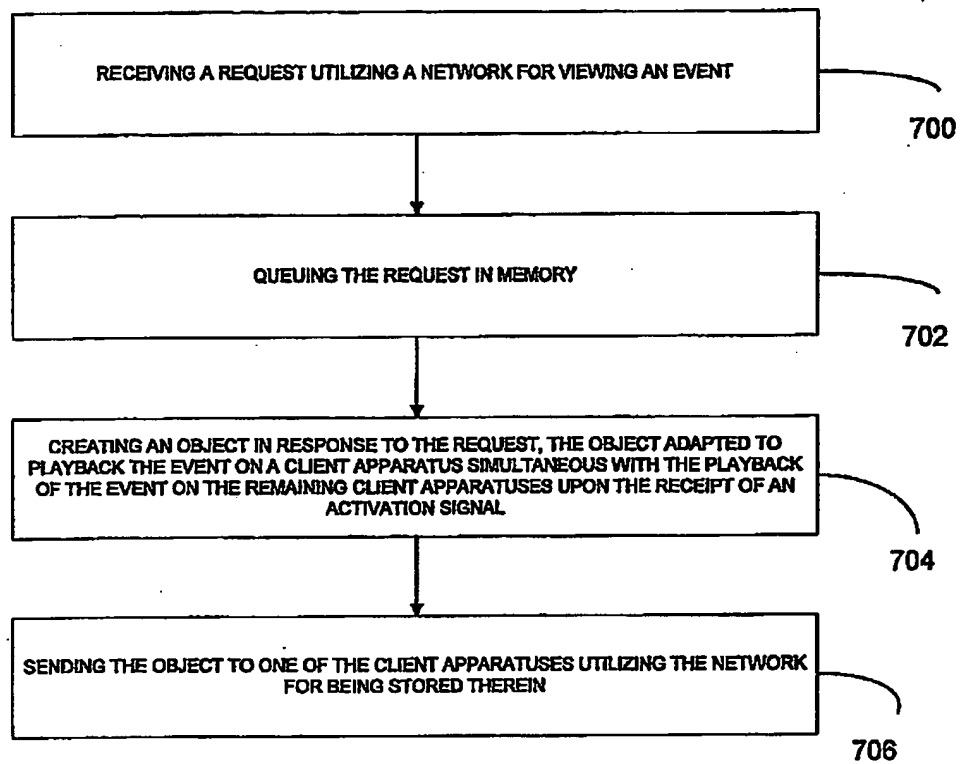 RECEIVING A REQUEST UTILIZING A NETWORK FOR VIEWING AN EVENT
700
QUEUING THE REQUEST IN MEMORY
702
CREATING AN OBJECT IN RESPONSE TO THE REQUEST, THE OBJECT ADAPTED TO
PLAYBACK THE EVENT ON A CLIENT APPARATUS SIMULTANEOUS WITH THE PLAYBACK
OF THE EVENT ON THE REMAINING CLIENT APPARATUSES UPON THE RECEIPT OF AN
ACTIVATION SIGNAL
704
SENDING THE OBJECT TO ONE OF THE CLIENT APPARATUSES UTILIZING THE NETWORK
FOR BEING STORED THEREIN
706